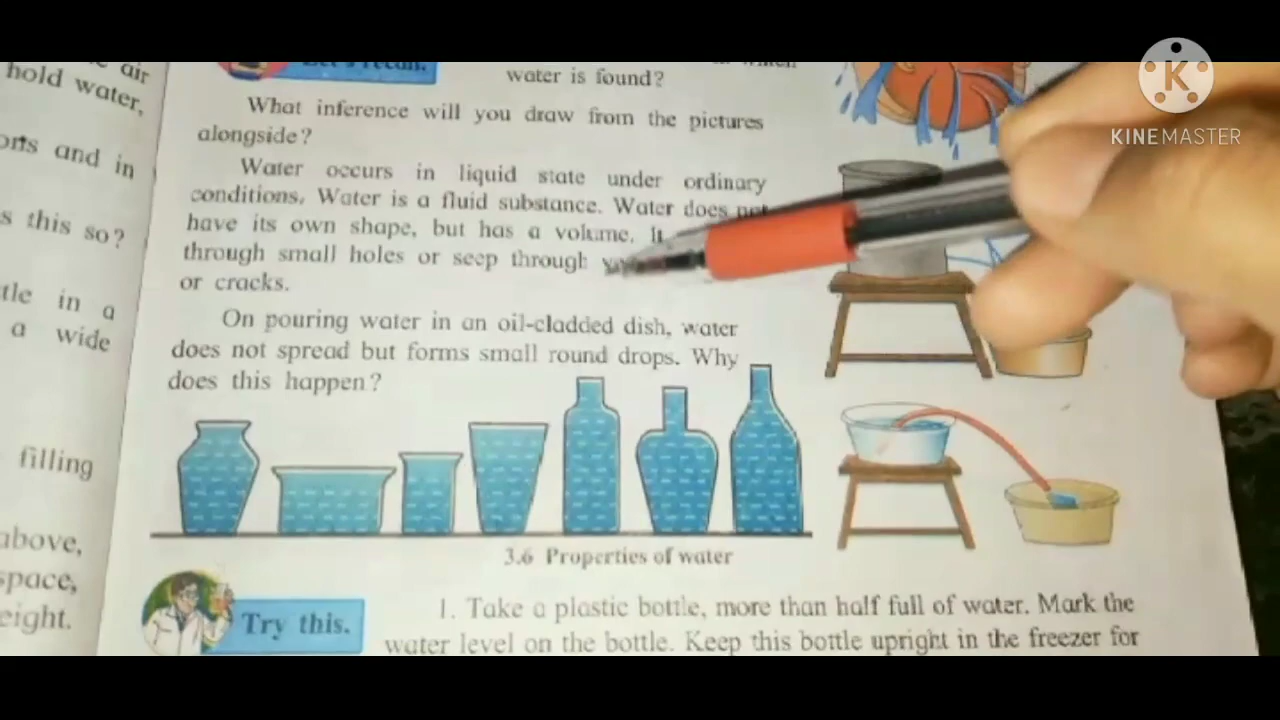 air
hold water,
orts and in
s this so?
tle in a
a wide
filling
above,
space,
eight.
Let's recall.
which
water is found?
What inference will you draw from the pictures
alongside?
Water occurs in liquid state under ordinary
conditions. Water is a fluid substance. Water does not
have its own shape, but has a volume. It
through small holes or seep through
or cracks.
On pouring water in an oil-cladded dish, water
does not spread but forms small round drops. Why
does this happen?
3.6 Properties of water
Try this.
1. Take a plastic bottle, more than half full of water. Mark the
water level on the bottle. Keep this bottle upright in the freezer for
K
KINEMASTER